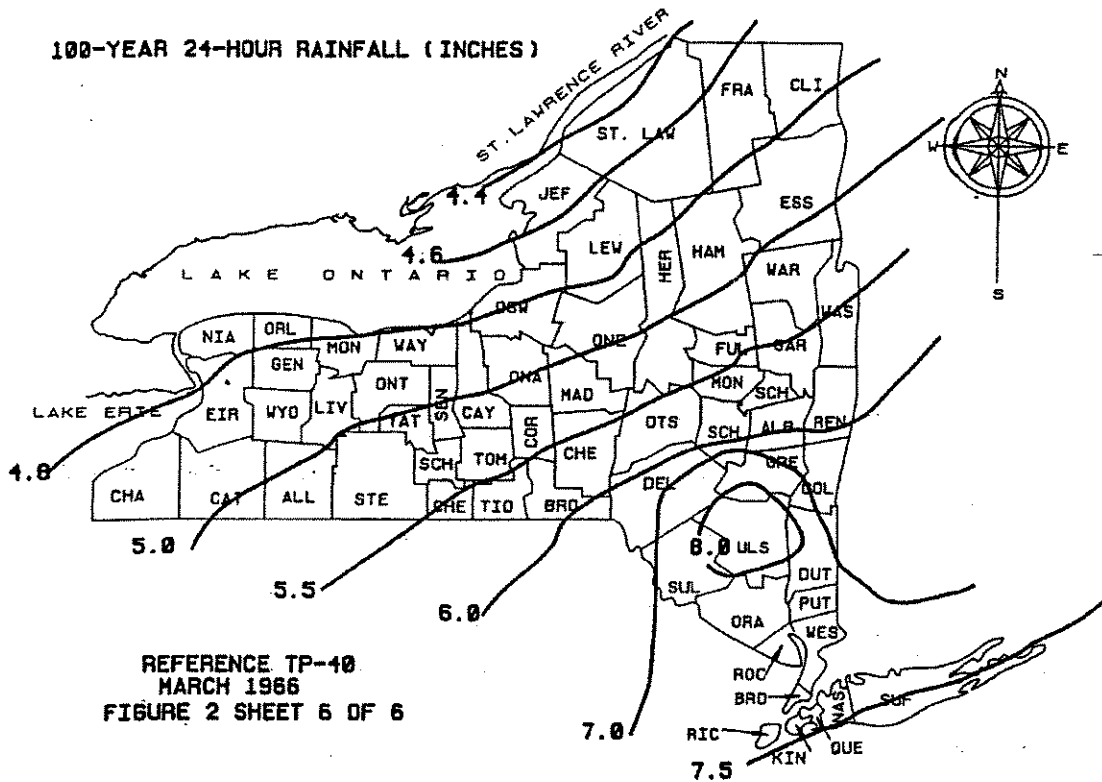 100-YEAR 24-HOUR RAINFALL (INCHES)
ST. LAWRENCE RIVER
N
W
E
S
FRA
CLI
ST. LAW
4.4
JEF
ESS
4.6
LEW
HER
HAM
WAR
LAKE ONTARIO
OSW
WAS
NIA
ORL
MON
WAY
ONE
FUL
SAR
GEN
ONT
ONA
MAD
MON
SCH
LAKE ERIE
EIR
WYO
LIV
YAT
SEN
CAY
COR
OTS
SCH
ALB
REN
4.8
SCH
TOM
CHE
DEL
GRE
COL
CHA
CAT
ALL
STE
CHE
TIO
BRO
5.0
8.0
ULS
5.5
6.0
SUL
DUT
PUT
ORA
WES
REFERENCE TP-40
MARCH 1966
FIGURE 2 SHEET 6 OF 6
ROC
BRO
NAS
SUF
7.0
RIC
KIN
QUE
7.5